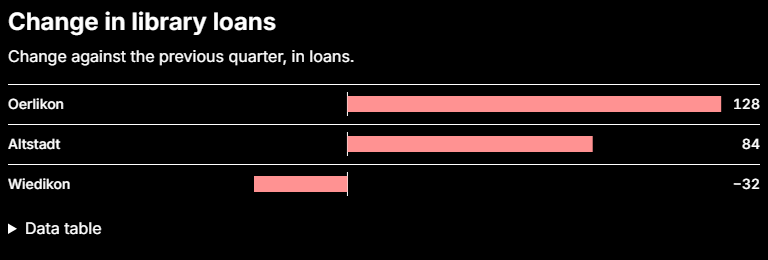 Change in library loans
Change against the previous quarter, in loans.
Oerlikon 128
Altstadt 84
Wiedikon −32
Data table